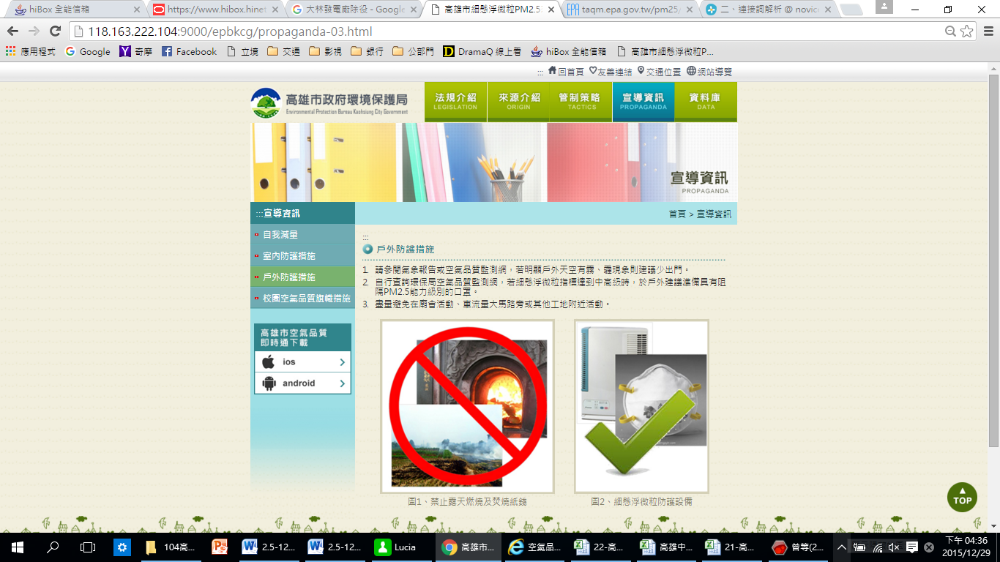 hiBox 全能信箱
https://www.hibox.hinet
大林發電廠除役 - Google
高雄市細懸浮微粒PM2.5
taqm.epa.gov.tw/pm25/
二、連接詞解析 @ novice
118.163.222.104:9000/epbkcg/propaganda-03.html
應用程式
Google
奇摩
Facebook
立境
交通
影視
銀行
公部門
DramaQ 線上看
hiBox 全能信箱
高雄市細懸浮微粒P...
::: 回首頁 友善連結 交通位置 網站導覽
高雄市政府環境保護局
Environmental Protection Bureau Kaohsiung City Government
法規介紹 來源介紹 管制策略 宣導資訊 資料庫
LEGISLATION ORIGIN TACTICS PROPAGANDA DATA
宣導資訊
PROPAGANDA
:::宣導資訊
首頁 > 宣導資訊
自我減量
室內防護措施
戶外防護措施
校園空氣品質旗幟措施
高雄市空氣品質
即時通下載
ios
android
:::
戶外防護措施
1. 請參閱氣象報告或空氣品質監測網，若明顯戶外天空有霧、霾現象則建議少出門。
2. 自行查詢環保局空氣品質監測網，若細懸浮微粒指標達到中高級時，於戶外建議準備具有阻
隔PM2.5能力級別的口罩。
3. 盡量避免在廟會活動、車流量大馬路旁或其他工地附近活動。
圖1、禁止露天燃燒及焚燒紙錢
圖2、細懸浮微粒防護設備
TOP
104高...
2.5-12...
2.5-12...
Lucia
高雄市...
空氣品...
22-高...
高雄中...
21-高...
曾等(2...
下午 04:36
2015/12/29